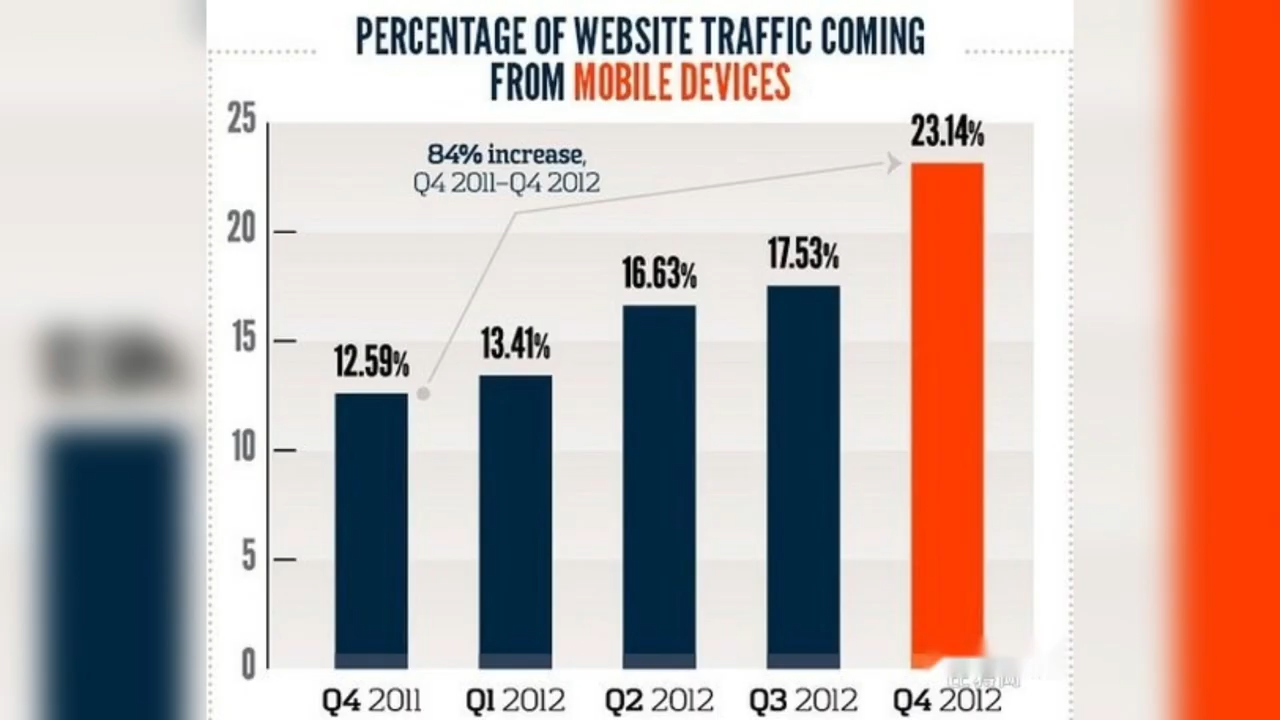 PERCENTAGE OF WEBSITE TRAFFIC COMING
FROM MOBILE DEVICES
25
20
15
10
5
0
84% increase,
Q4 2011–Q4 2012
12.59%
13.41%
16.63%
17.53%
23.14%
Q4 2011
Q1 2012
Q2 2012
Q3 2012
Q4 2012